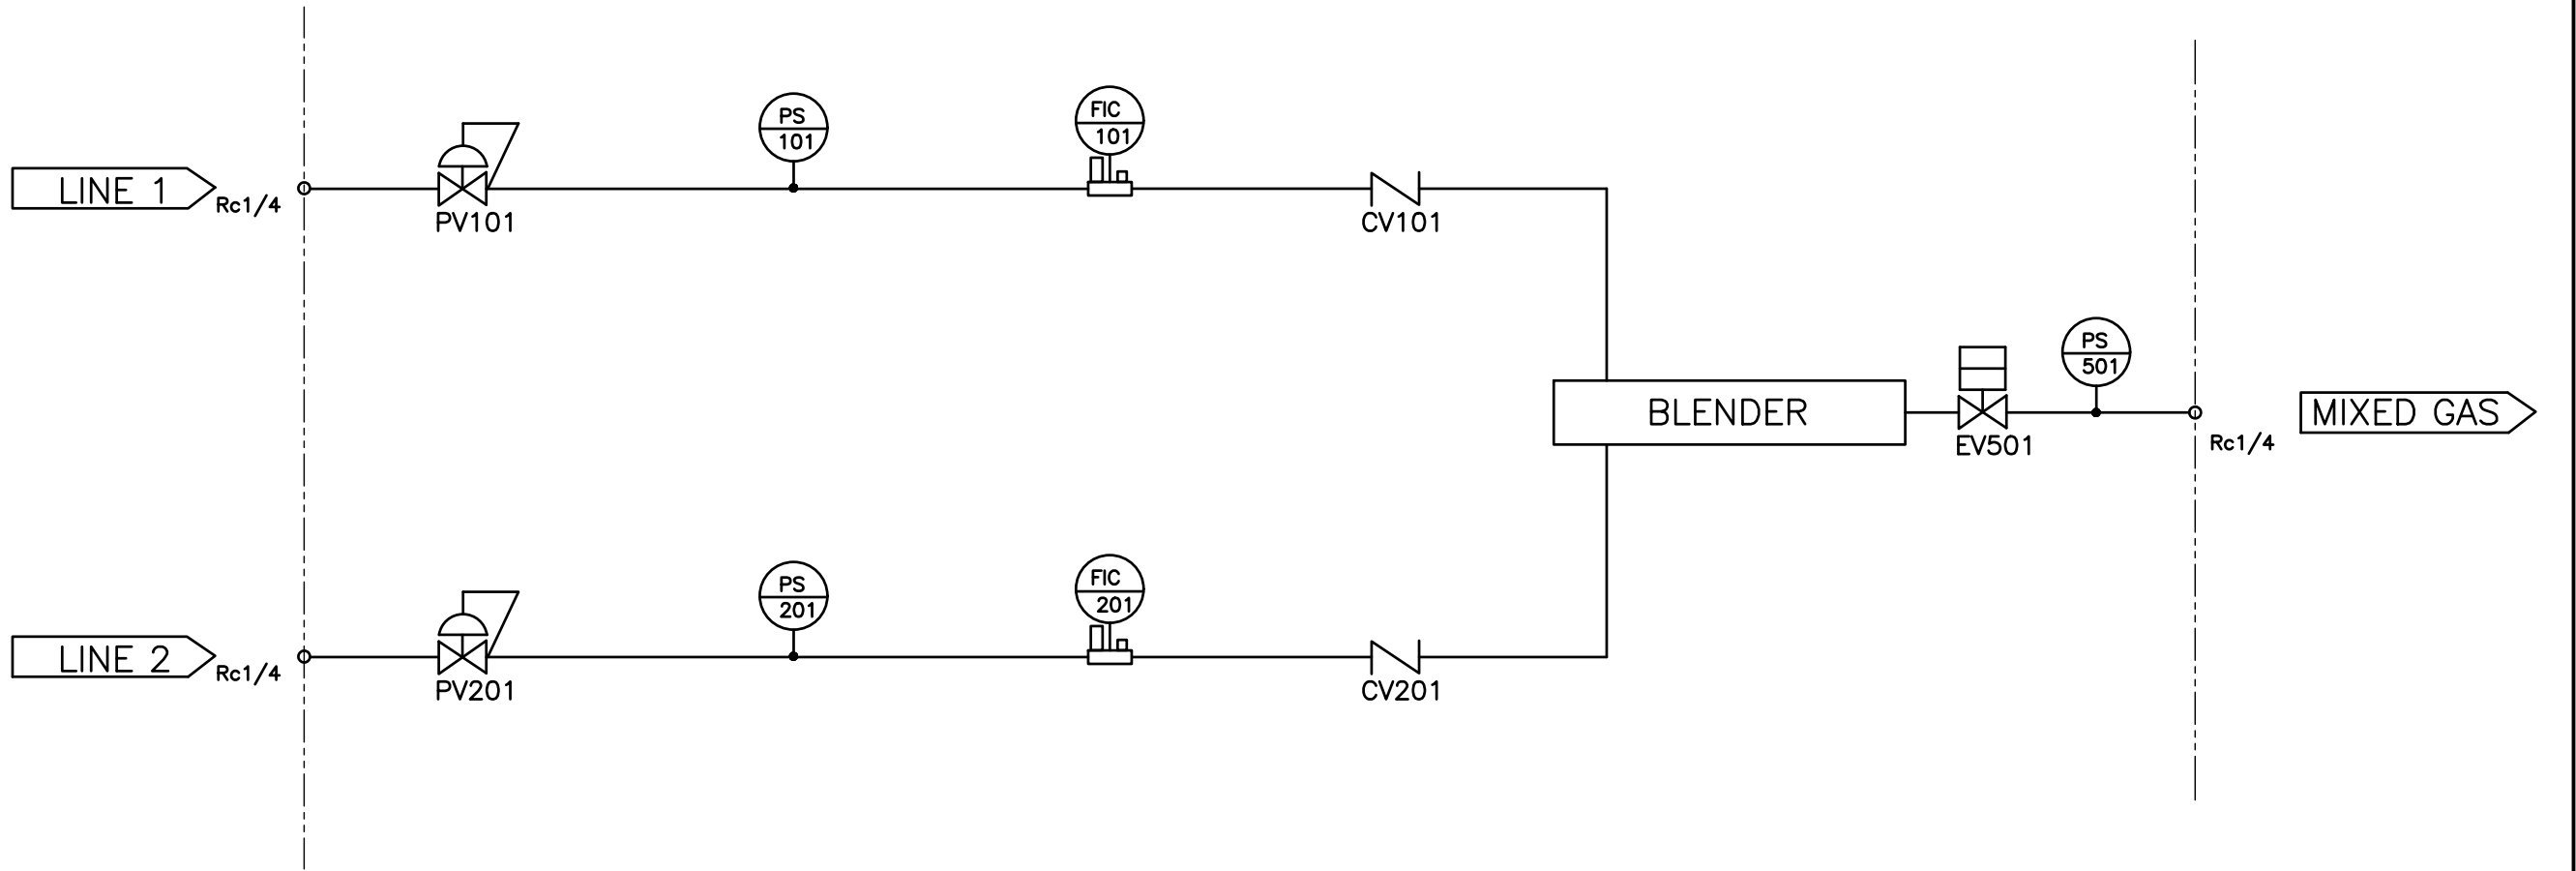 LINE 1
Rc1/4
PV101
PS
101
FIC
101
CV101
BLENDER
EV501
PS
501
Rc1/4
MIXED GAS
LINE 2
Rc1/4
PV201
PS
201
FIC
201
CV201